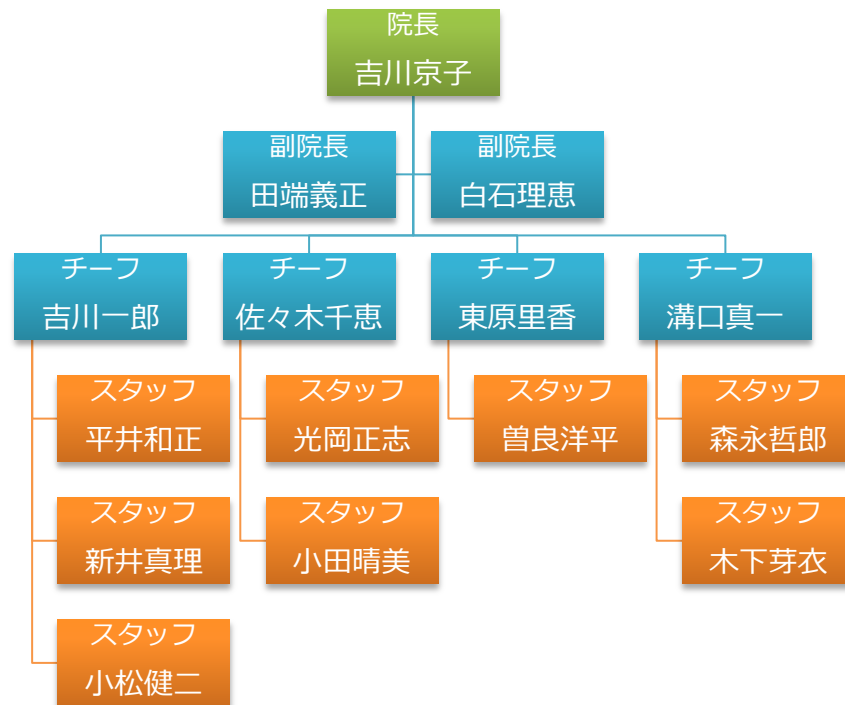 院長
吉川京子
副院長
田端義正
副院長
白石理恵
チーフ
吉川一郎
チーフ
佐々木千恵
チーフ
東原里香
チーフ
溝口真一
スタッフ
平井和正
スタッフ
光岡正志
スタッフ
曽良洋平
スタッフ
森永哲郎
スタッフ
新井真理
スタッフ
小田晴美
スタッフ
木下芽衣
スタッフ
小松健二